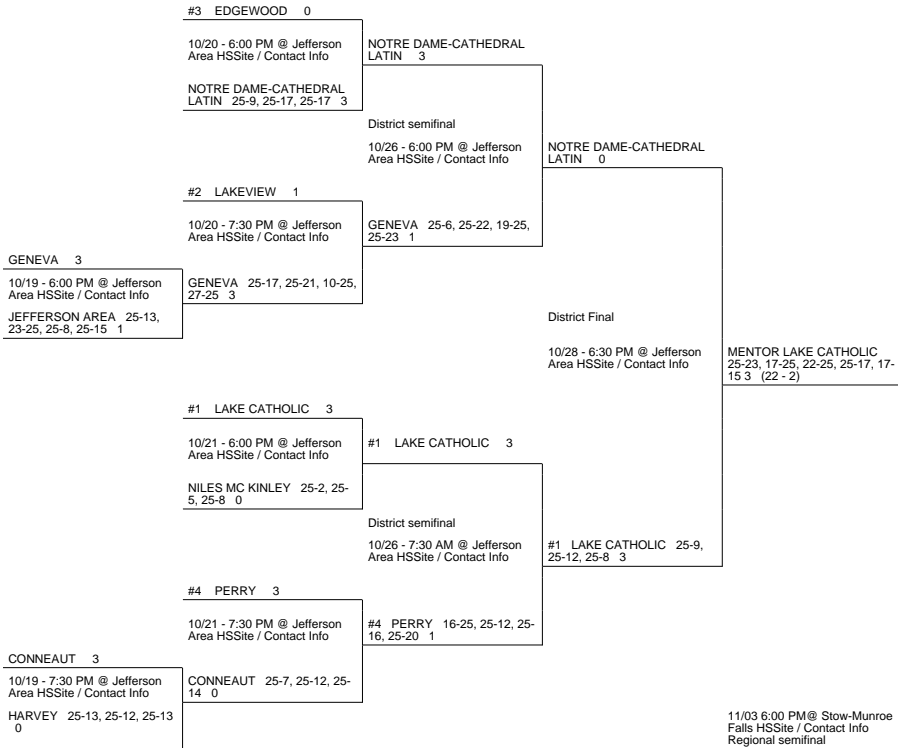 #3 EDGEWOOD 0
10/20 - 6:00 PM @ Jefferson
Area HSSite / Contact Info
NOTRE DAME-CATHEDRAL
LATIN 25-9, 25-17, 25-17 3
#2 LAKEVIEW 1
10/20 - 7:30 PM @ Jefferson
Area HSSite / Contact Info
GENEVA 3
10/19 - 6:00 PM @ Jefferson
Area HSSite / Contact Info
JEFFERSON AREA 25-13,
23-25, 25-8, 25-15 1
GENEVA 25-17, 25-21, 10-25,
27-25 3
#1 LAKE CATHOLIC 3
10/21 - 6:00 PM @ Jefferson
Area HSSite / Contact Info
NILES MC KINLEY 25-2, 25-
5, 25-8 0
#4 PERRY 3
10/21 - 7:30 PM @ Jefferson
Area HSSite / Contact Info
CONNEAUT 3
10/19 - 7:30 PM @ Jefferson
Area HSSite / Contact Info
HARVEY 25-13, 25-12, 25-13
0
CONNEAUT 25-7, 25-12, 25-
14 0
NOTRE DAME-CATHEDRAL
LATIN 3
District semifinal
10/26 - 6:00 PM @ Jefferson
Area HSSite / Contact Info
GENEVA 25-6, 25-22, 19-25,
25-23 1
#1 LAKE CATHOLIC 3
District semifinal
10/26 - 7:30 AM @ Jefferson
Area HSSite / Contact Info
#4 PERRY 16-25, 25-12, 25-
16, 25-20 1
NOTRE DAME-CATHEDRAL
LATIN 0
District Final
10/28 - 6:30 PM @ Jefferson
Area HSSite / Contact Info
#1 LAKE CATHOLIC 25-9,
25-12, 25-8 3
MENTOR LAKE CATHOLIC
25-23, 17-25, 22-25, 25-17, 17-
15 3 (22 - 2)
11/03 6:00 PM@ Stow-Munroe
Falls HSSite / Contact Info
Regional semifinal